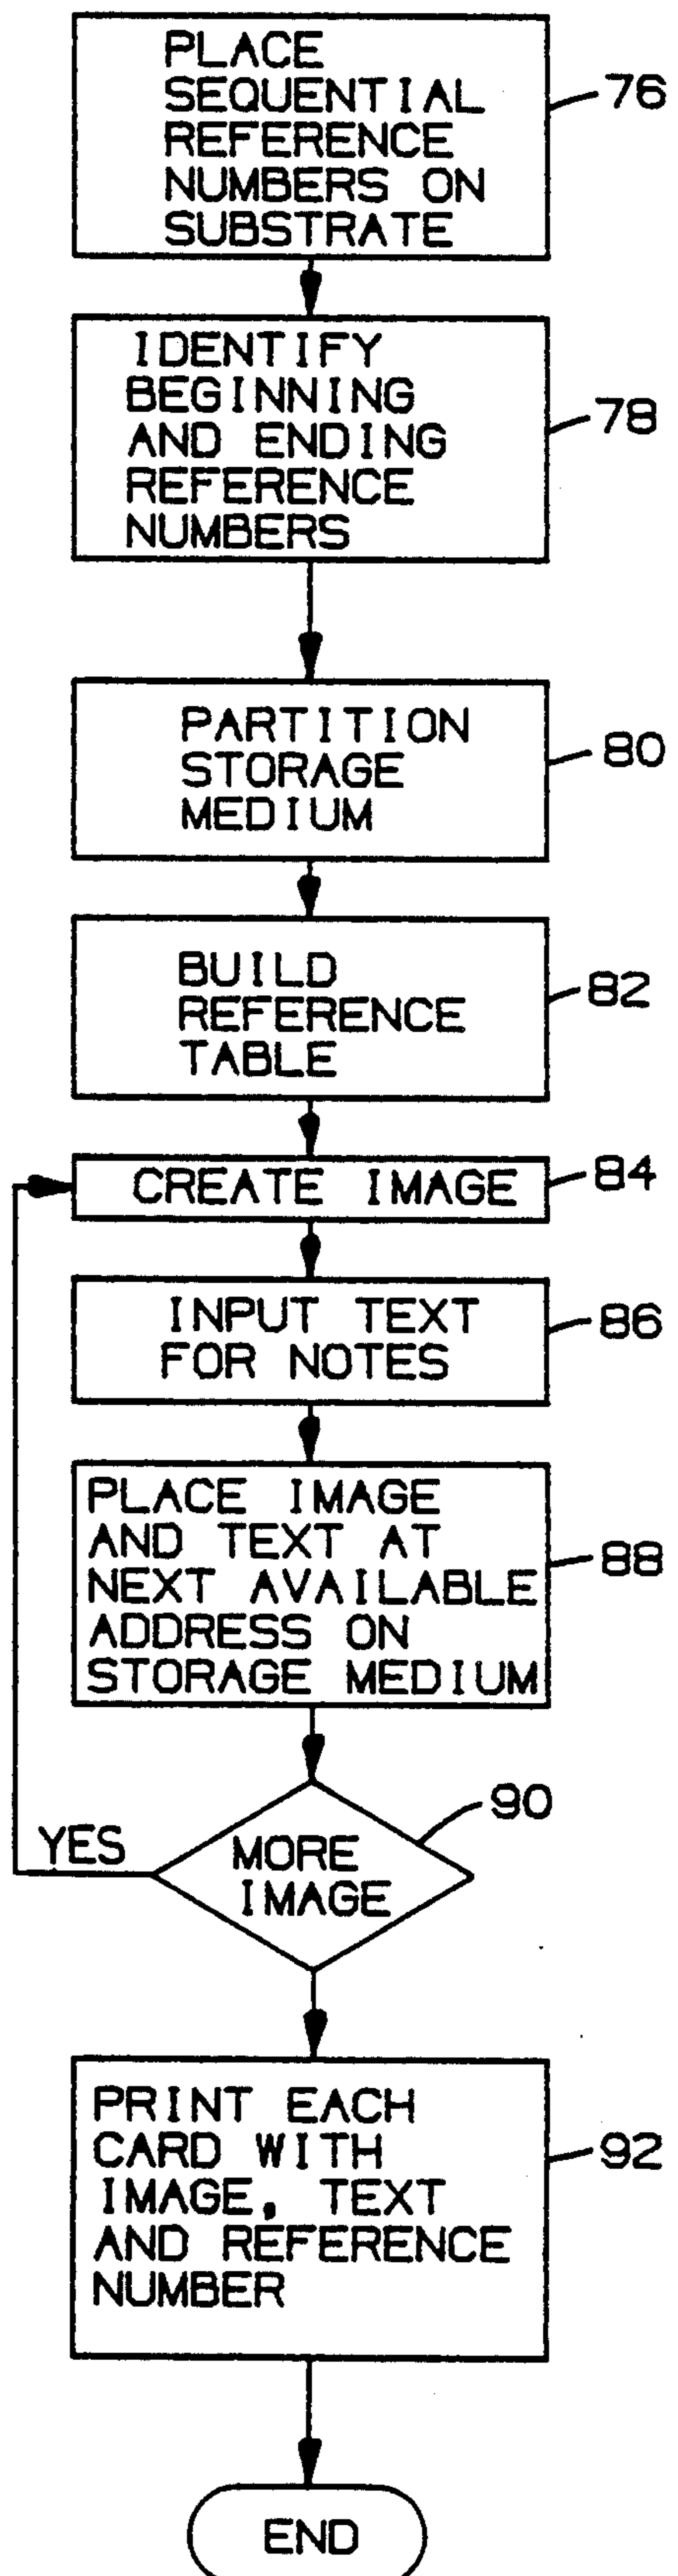 PLACE
SEQUENTIAL
REFERENCE
NUMBERS ON
SUBSTRATE
76
IDENTIFY
BEGINNING
AND ENDING
REFERENCE
NUMBERS
78
PARTITION
STORAGE
MEDIUM
80
BUILD
REFERENCE
TABLE
82
CREATE IMAGE
84
INPUT TEXT
FOR NOTES
86
PLACE IMAGE
AND TEXT AT
NEXT AVAILABLE
ADDRESS ON
STORAGE MEDIUM
88
90
YES
MORE
IMAGE
PRINT EACH
CARD WITH
IMAGE, TEXT
AND REFERENCE
NUMBER
92
END